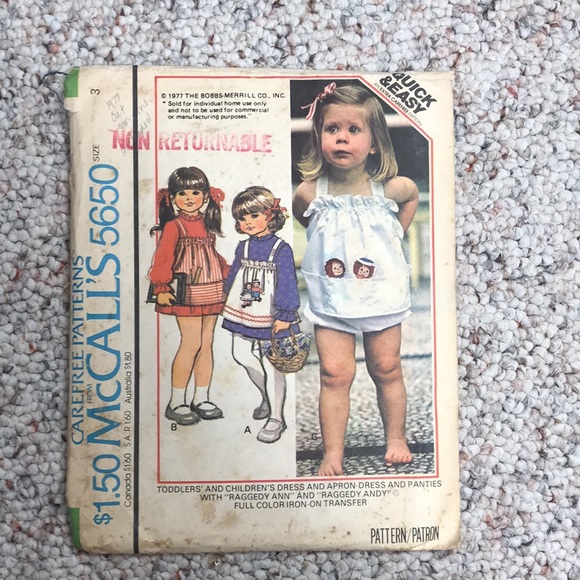 3
SIZE
CAREFREE PATTERNS
FROM
McCALL'S 5650
$1.50
Canada $1.60 S.A. R 1.60 Australia $1.80
© 1977 THE BOBBS-MERRILL CO., INC.
"Sold for individual home use only
and not to be used for commercial
or manufacturing purposes."
NON RETURNABLE
QUICK
& EASY
B
A
C
TODDLERS' AND CHILDREN'S DRESS AND APRON-DRESS AND PANTIES
WITH "RAGGEDY ANN" AND "RAGGEDY ANDY"©
FULL COLOR IRON-ON TRANSFER
PATTERN/PATRON